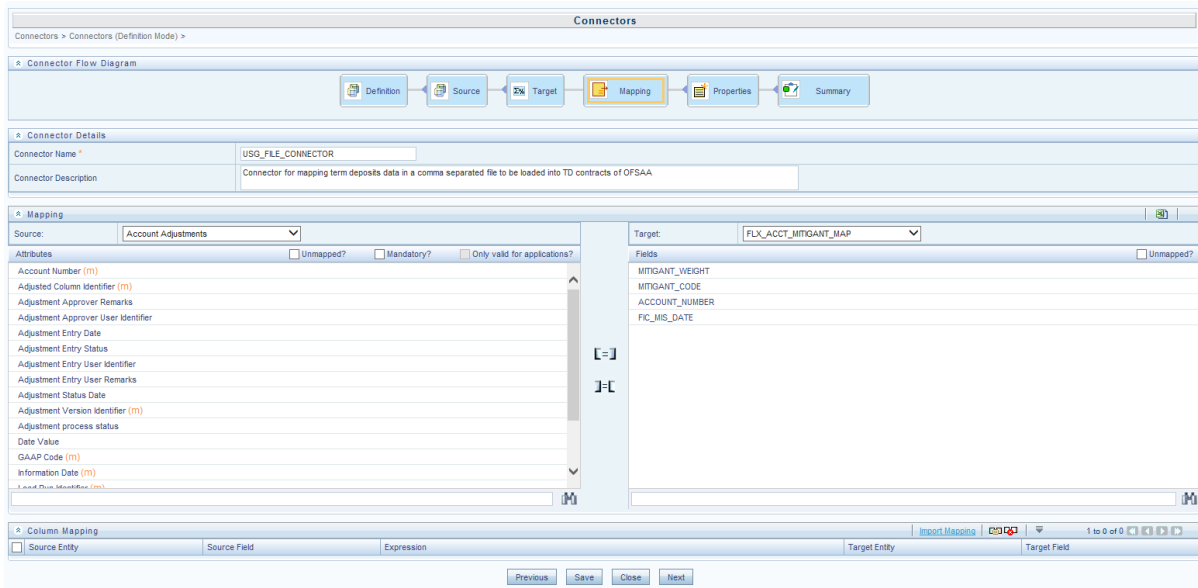 Connectors
Connectors > Connectors (Definition Mode) >
Connector Flow Diagram
Definition Source Target Mapping Properties Summary
Connector Details
Connector Name * USG_FILE_CONNECTOR
Connector Description Connector for mapping term deposits data in a comma separated file to be loaded into TD contracts of OFSAA
Mapping
Source: Account Adjustments Target: FLX_ACCT_MITIGANT_MAP
Attributes Unmapped? Mandatory? Only valid for applications? Fields Unmapped?
Account Number (m) MITIGANT_WEIGHT
Adjusted Column Identifier (m) MITIGANT_CODE
Adjustment Approver Remarks ACCOUNT_NUMBER
Adjustment Approver User Identifier FIC_MIS_DATE
Adjustment Entry Date
Adjustment Entry Status
Adjustment Entry User Identifier
Adjustment Entry User Remarks
Adjustment Status Date
Adjustment Version Identifier (m)
Adjustment process status
Date Value
GAAP Code (m)
Information Date (m)
Load Run Identifier (m)
Column Mapping Import Mapping 1 to 0 of 0
Source Entity Source Field Expression Target Entity Target Field
Previous Save Close Next